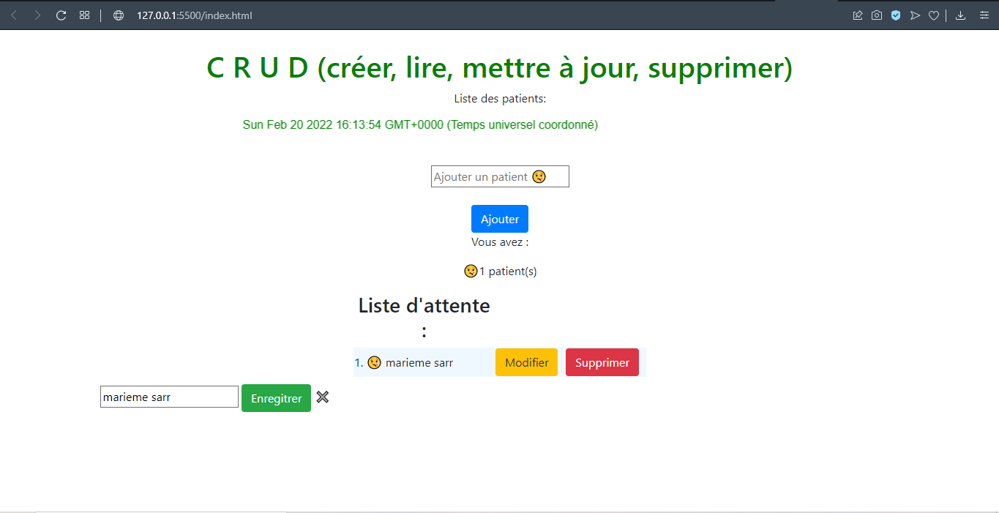 127.0.0.1:5500/index.html
C R U D (créer, lire, mettre à jour, supprimer)
Liste des patients:
Sun Feb 20 2022 16:13:54 GMT+0000 (Temps universel coordonné)
Ajouter un patient 🤒
Ajouter
Vous avez :
🤒1 patient(s)
Liste d'attente
:
1. 🤒 marieme sarr Modifier Supprimer
marieme sarr Enregitrer ✖